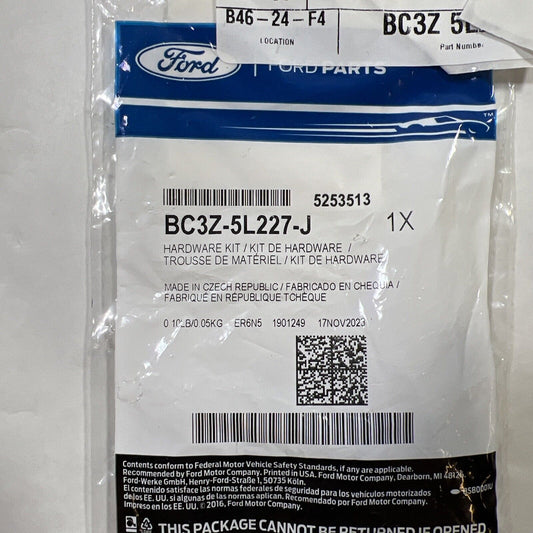 B46-24-F4
LOCATION
BC3Z
Part Number
Ford
FORD PARTS
TM
5253513
BC3Z-5L227-J
1X
HARDWARE KIT / KIT DE HARDWARE /
TROUSSE DE MATÉRIEL / KIT DE HARDWARE
MADE IN CZECH REPUBLIC / FABRICADO EN CHEQUIA /
FABRIQUÉ EN RÉPUBLIQUE TCHÈQUE
0.10LB/0.05KG ER6N5 1901249 17NOV2023
Contents conform to Federal Motor Vehicle Safety Standards, if any are applicable.
Recommended by Ford Motor Company. Ford Motor Company, Dearborn, MI 48126
Ford-Werke GmbH, Henry-Ford-Straße 1, 50735 Köln.
El contenido satisface las normas federales de seguridad para los vehículos motorizados
de los EE. UU. si algunas de las normas aplican. Recomendado por Ford Motor Company.
Impreso en los EE. UU. © 2016, Ford Motor Company.
THIS PACKAGE CANNOT BE RETURNED IF OPENED